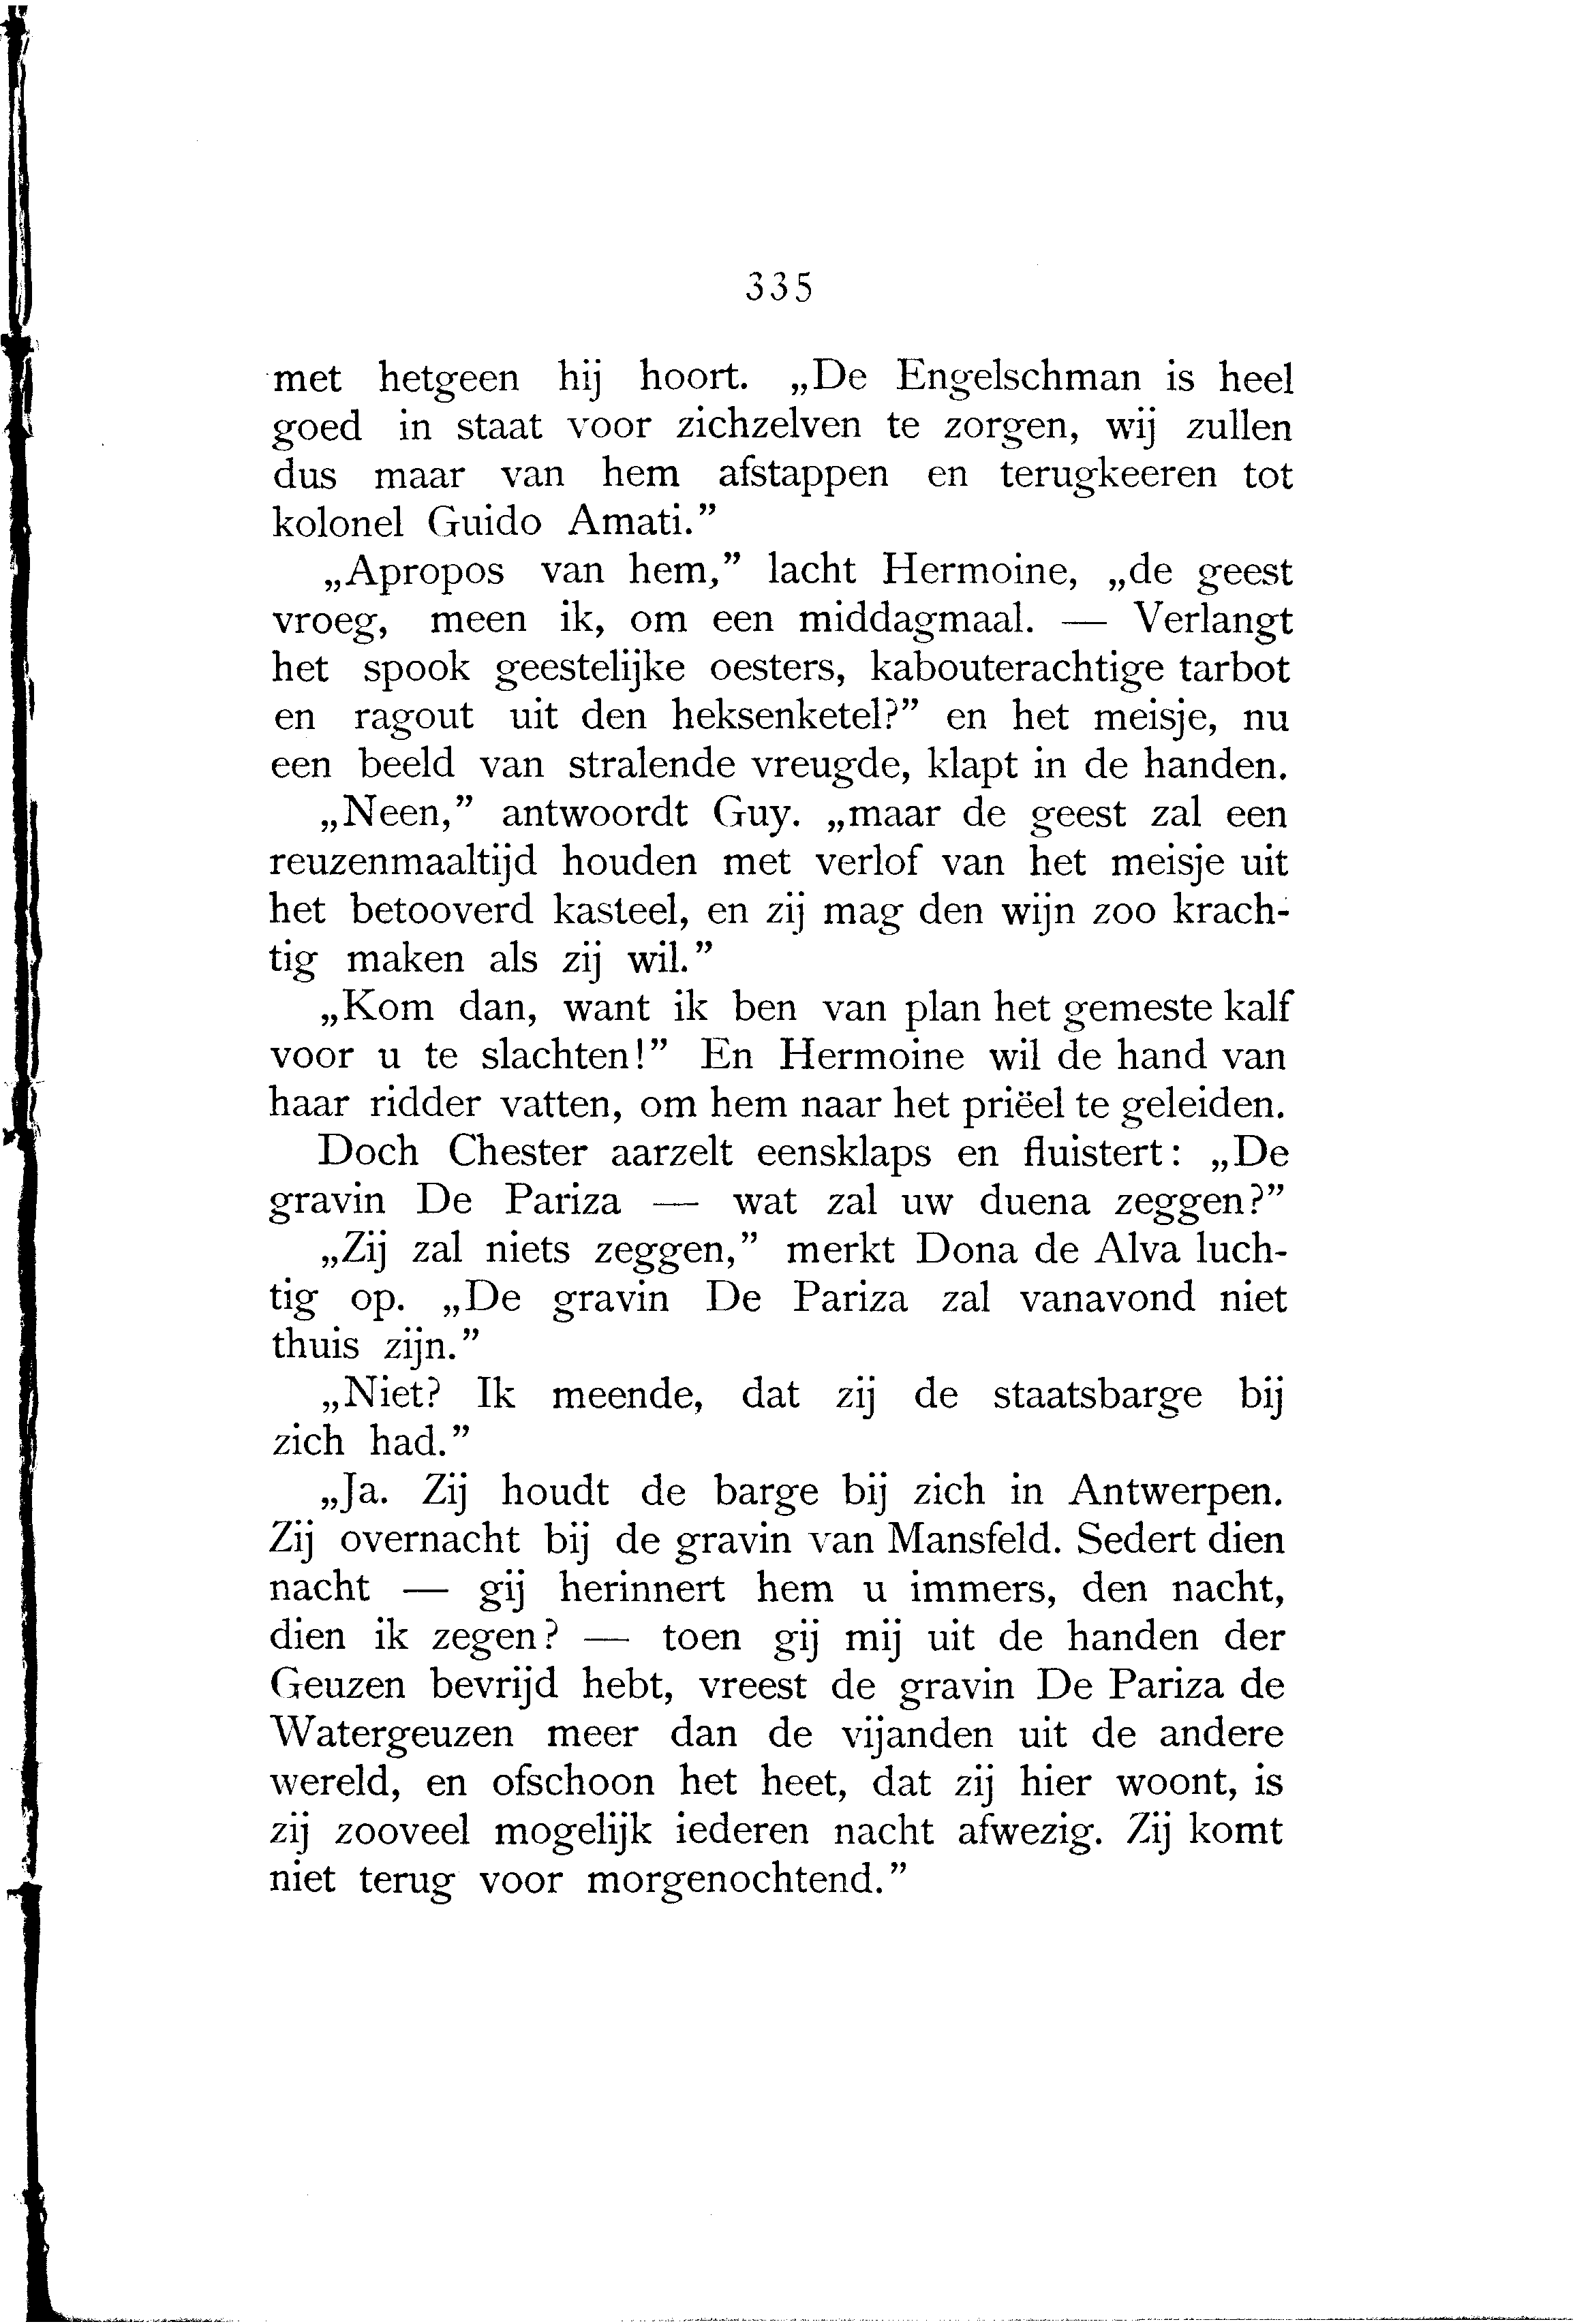 335
met hetgeen hij hoort. „De Engelschman is heel
goed in staat voor zichzelven te zorgen, wij zullen
dus maar van hem afstappen en terugkeeren tot
kolonel Guido Amati.”
„Apropos van hem,” lacht Hermoine, „de geest
vroeg, meen ik, om een middagmaal. — Verlangt
het spook geestelijke oesters, kabouterachtige tarbot
en ragout uit den heksenketel?” en het meisje, nu
een beeld van stralende vreugde, klapt in de handen.
„Neen,” antwoordt Guy. „maar de geest zal een
reuzenmaaltijd houden met verlof van het meisje uit
het betooverd kasteel, en zij mag den wijn zoo krach-
tig maken als zij wil.”
„Kom dan, want ik ben van plan het gemeste kalf
voor u te slachten!” En Hermoine wil de hand van
haar ridder vatten, om hem naar het priëel te geleiden.
Doch Chester aarzelt eensklaps en fluistert: „De
gravin De Pariza — wat zal uw duena zeggen?”
„Zij zal niets zeggen,” merkt Dona de Alva luch-
tig op. „De gravin De Pariza zal vanavond niet
thuis zijn.”
„Niet? Ik meende, dat zij de staatsbarge bij
zich had.”
„Ja. Zij houdt de barge bij zich in Antwerpen.
Zij overnacht bij de gravin van Mansfeld. Sedert dien
nacht — gij herinnert hem u immers, den nacht,
dien ik zegen? — toen gij mij uit de handen der
Geuzen bevrijd hebt, vreest de gravin De Pariza de
Watergeuzen meer dan de vijanden uit de andere
wereld, en ofschoon het heet, dat zij hier woont, is
zij zooveel mogelijk iederen nacht afwezig. Zij komt
niet terug voor morgenochtend.”